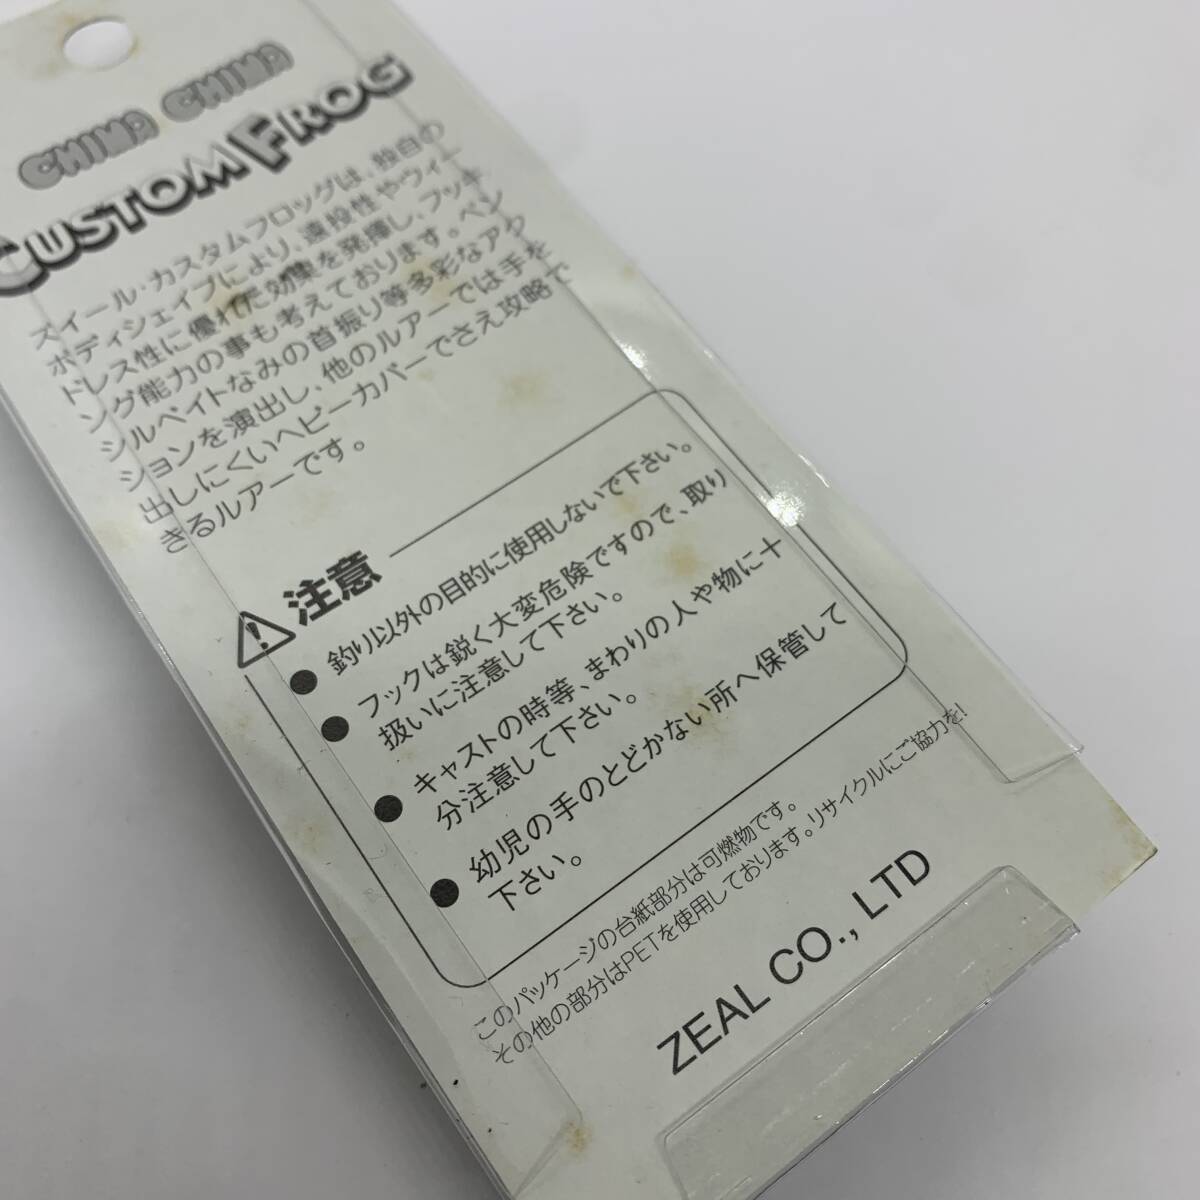 CHINA CHINA
CUSTOM FROG
ズイール・カスタムフロッグは、独自の
ボディシェイプにより、遠投性やウィー
ドレス性に優れた効果を発揮し、フッキ
ング能力の事も考えております。ペン
シルベイトなみの首振り等多彩なアク
ションを演出し、他のルアーでは手を
出しにくいヘビーカバーでさえ攻略で
きるルアーです。
注意
● 釣り以外の目的に使用しないで下さい。
● フックは鋭く大変危険ですので、取り
扱いに注意して下さい。
● キャストの時等、まわりの人や物に十
分注意して下さい。
● 幼児の手のとどかない所へ保管して
下さい。
このパッケージの台紙部分は可燃物です。
その他の部分はPETを使用しております。リサイクルにご協力を!
ZEAL CO., LTD